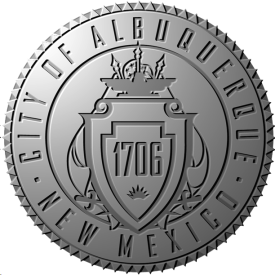 · CITY OF ALBUQUERQUE ·
NEW MEXICO
1706